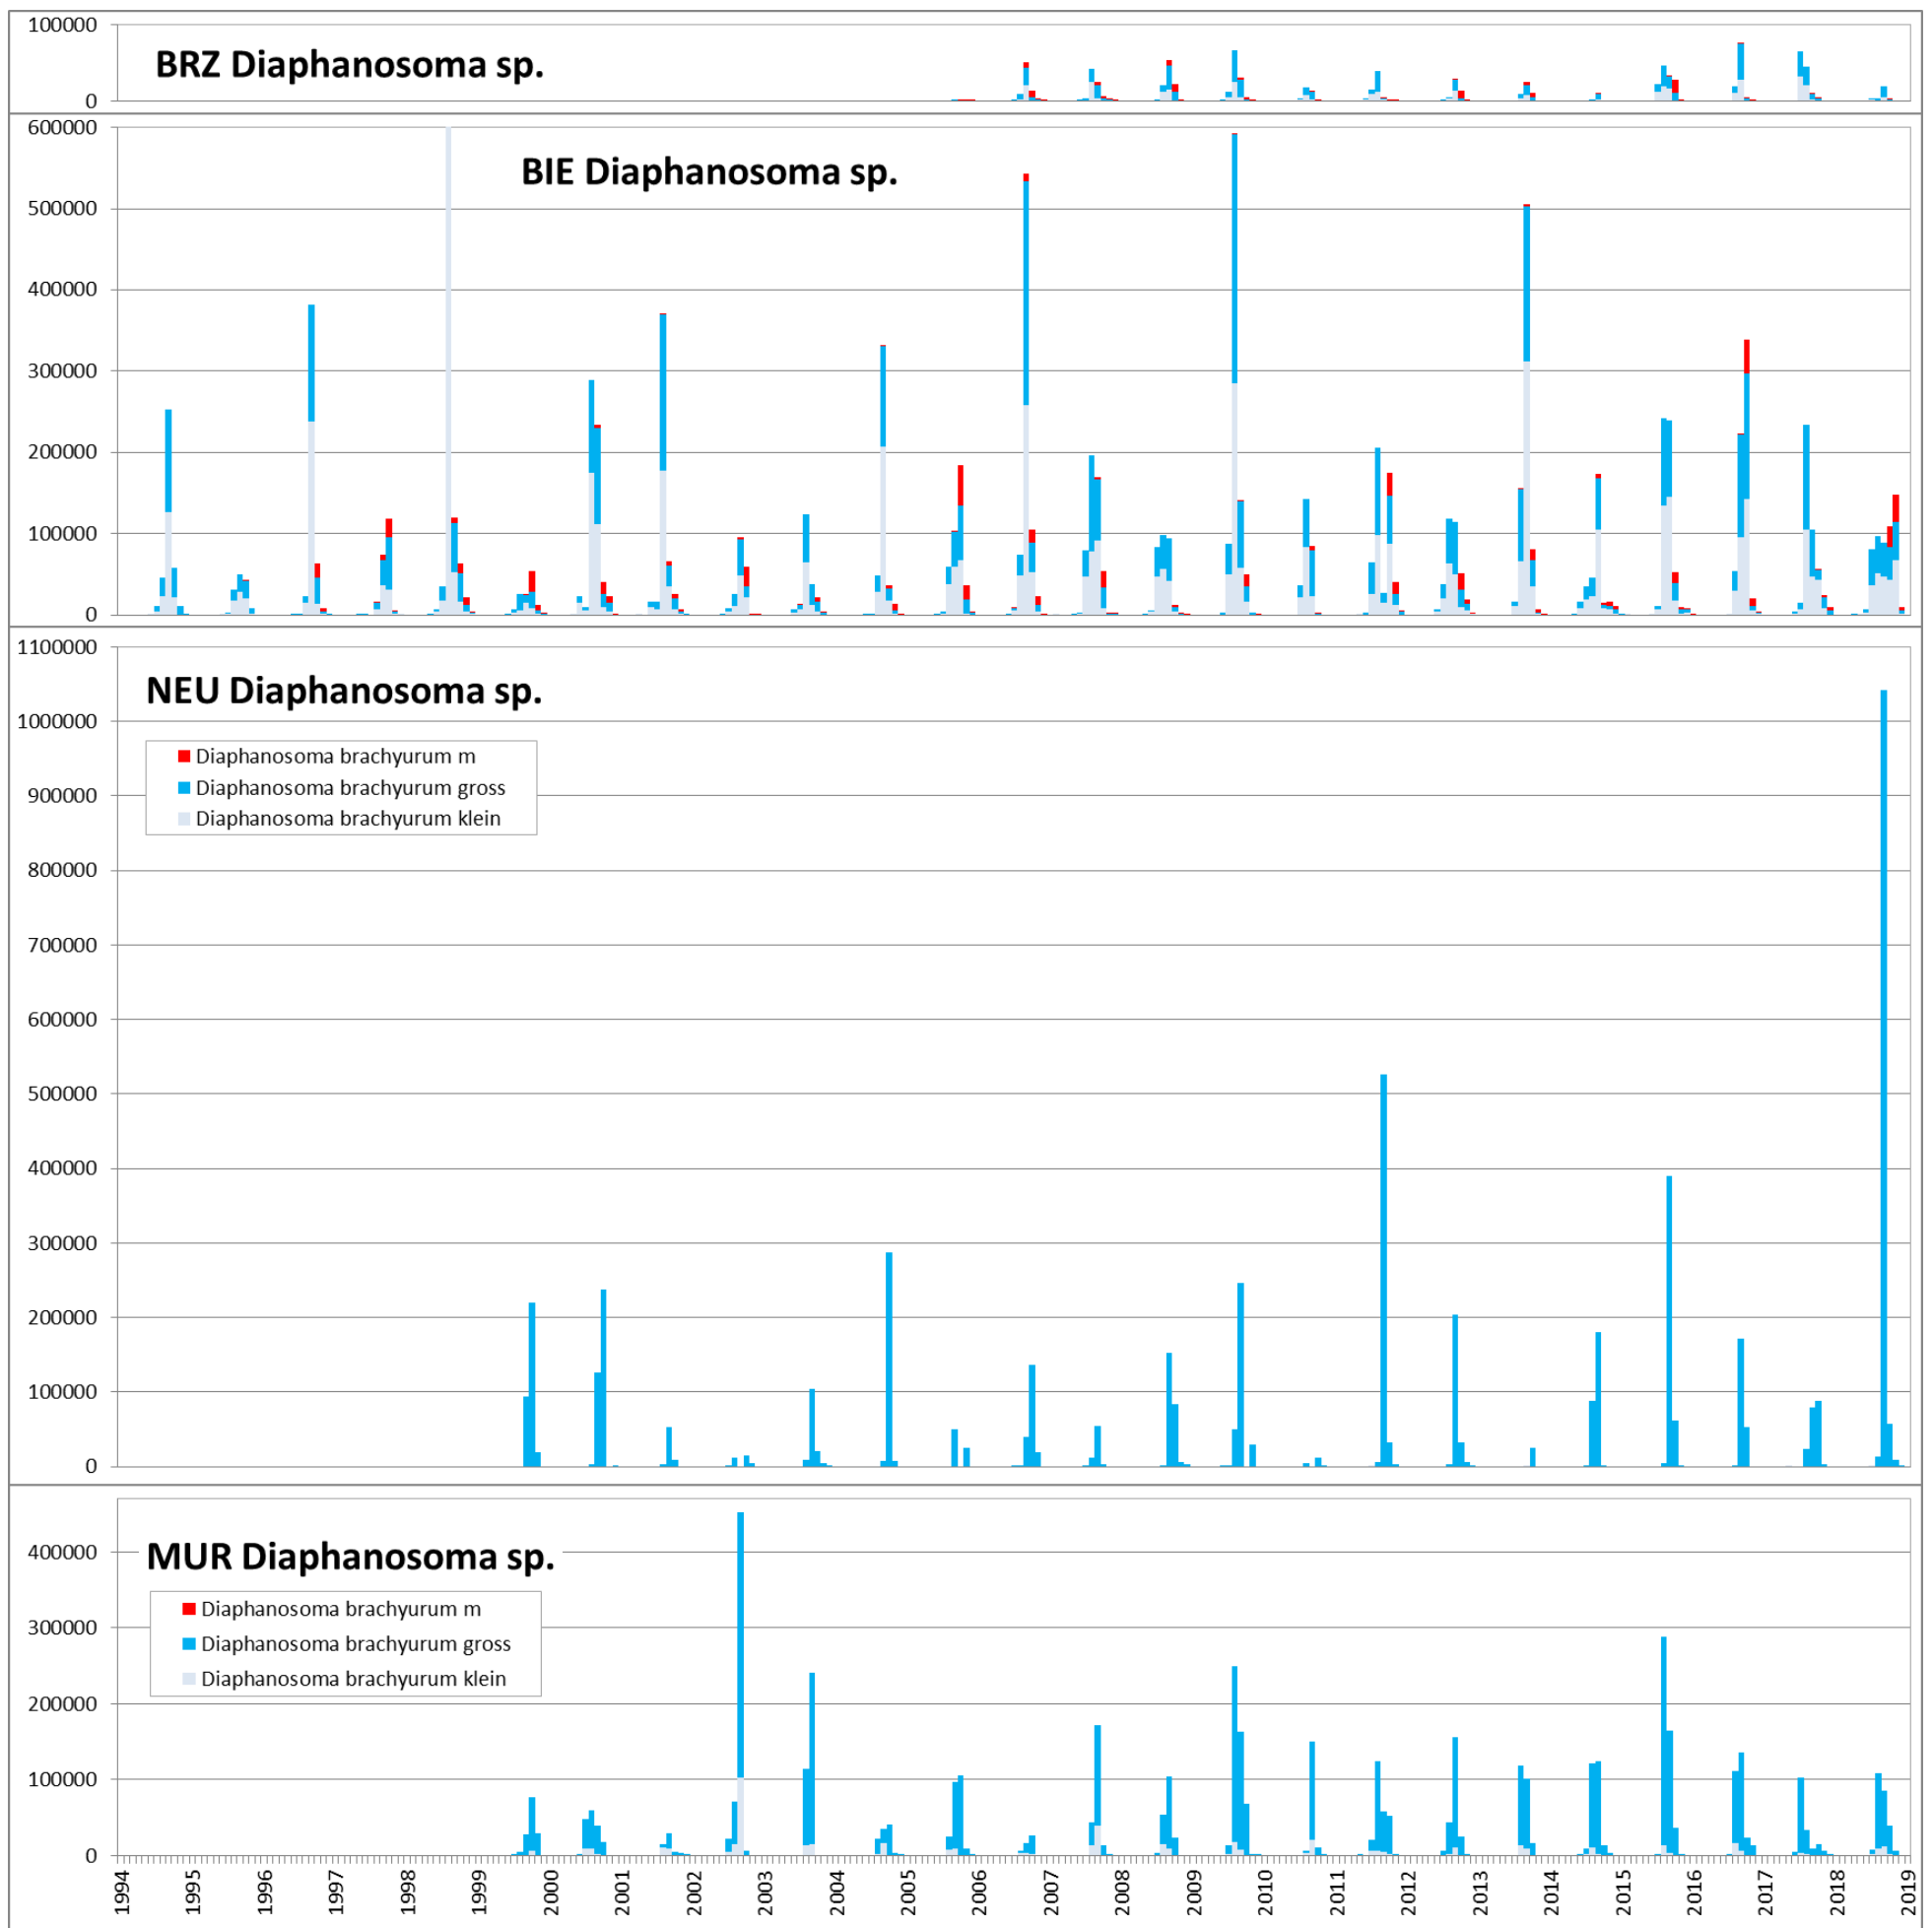 100000
BRZ Diaphanosoma sp.
0
600000
BIE Diaphanosoma sp.
500000
400000
300000
200000
100000
0
1100000
NEU Diaphanosoma sp.
1000000
Diaphanosoma brachyurum m
Diaphanosoma brachyurum gross
900000
Diaphanosoma brachyurum klein
800000
700000
600000
500000
400000
300000
200000
100000
0
MUR Diaphanosoma sp.
400000
Diaphanosoma brachyurum m
300000
Diaphanosoma brachyurum gross
Diaphanosoma brachyurum klein
200000
100000
0
1994 1995 1996 1997 1998 1999 2000 2001 2002 2003 2004 2005 2006 2007 2008 2009 2010 2011 2012 2013 2014 2015 2016 2017 2018 2019